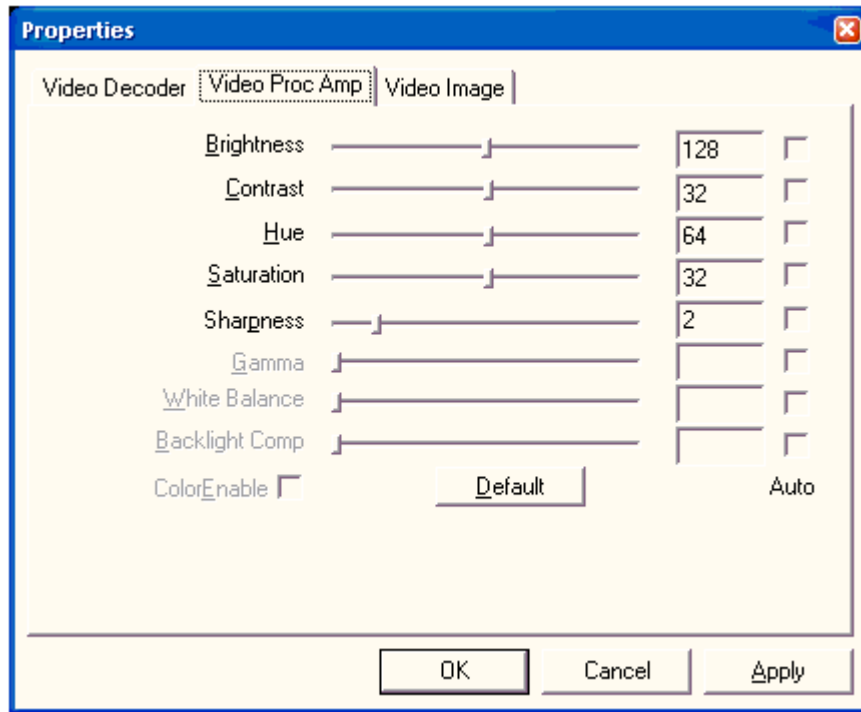 Properties
Video Decoder Video Proc Amp Video Image
Brightness 128
Contrast 32
Hue 64
Saturation 32
Sharpness 2
Gamma
White Balance
Backlight Comp
ColorEnable Default Auto
OK Cancel Apply